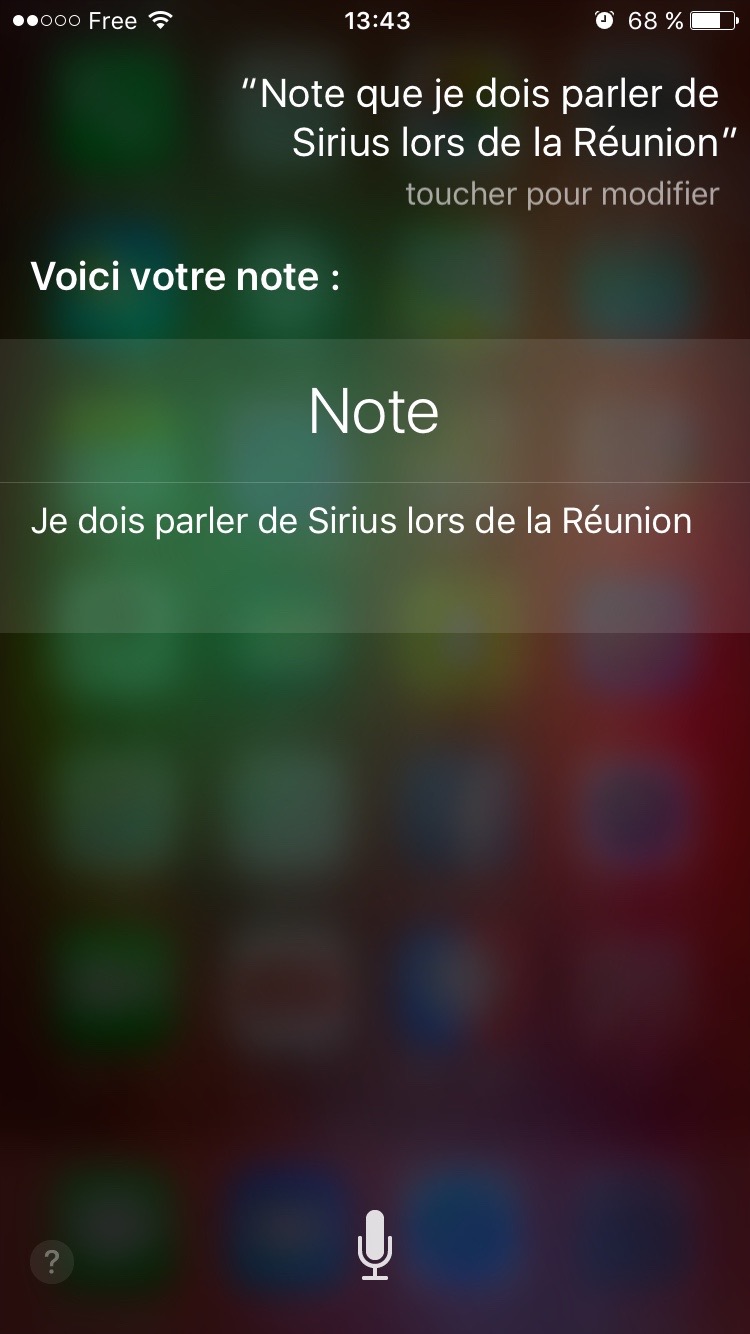 Free 13:43 68 %
“Note que je dois parler de
Sirius lors de la Réunion”
toucher pour modifier
Voici votre note :
Note
Je dois parler de Sirius lors de la Réunion
?